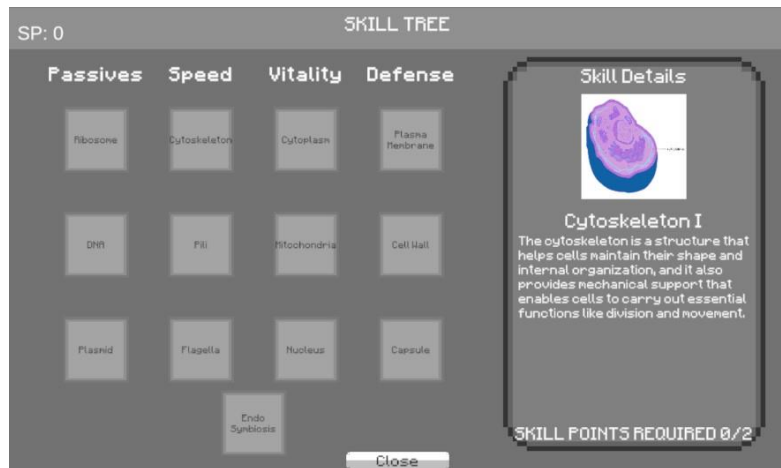 SP: 0
SKILL TREE
Passives Speed Vitality Defense
Ribosome Cytoskeleton Cytoplasm Plasma Membrane
DNA Pili Mitochondria Cell Wall
Plasmid Flagella Nucleus Capsule
Endo
Symbiosis
Skill Details
Cytoskeleton I
The cytoskeleton is a structure that
helps cells maintain their shape and
internal organization, and it also
provides mechanical support that
enables cells to carry out essential
functions like division and movement.
SKILL POINTS REQUIRED 0/2
Close